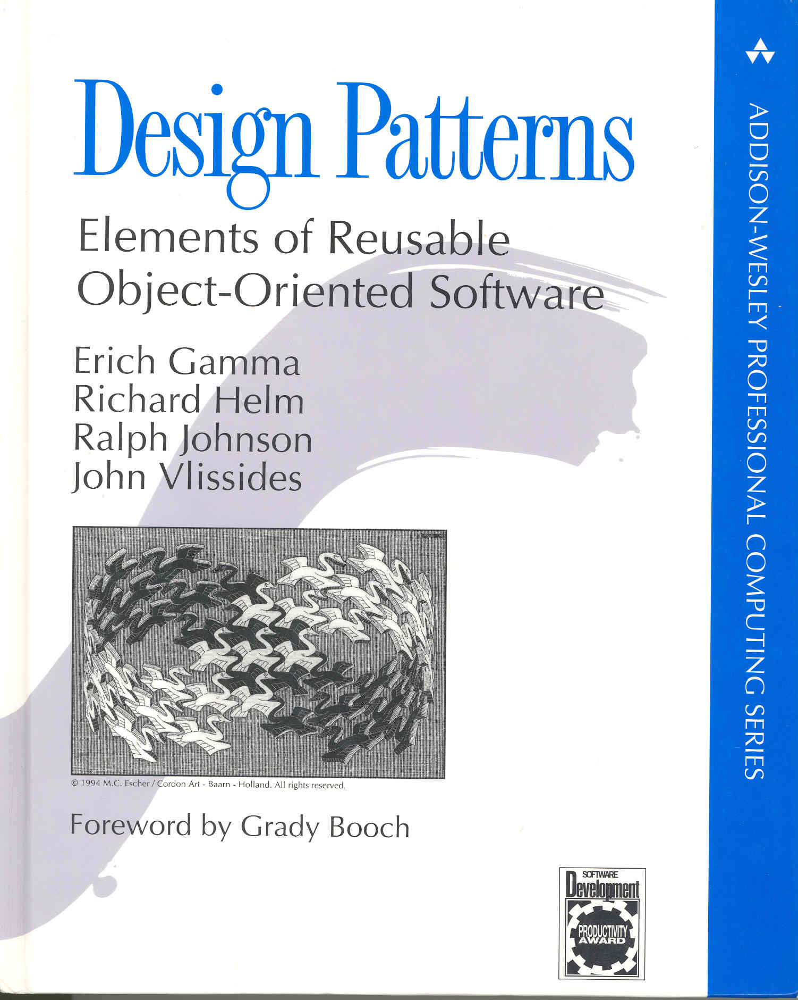 Design Patterns
Elements of Reusable
Object-Oriented Software
Erich Gamma
Richard Helm
Ralph Johnson
John Vlissides
© 1994 M.C. Escher / Cordon Art - Baarn - Holland. All rights reserved.
Foreword by Grady Booch
SOFTWARE
Development
PRODUCTIVITY
AWARD
ADDISON-WESLEY PROFESSIONAL COMPUTING SERIES